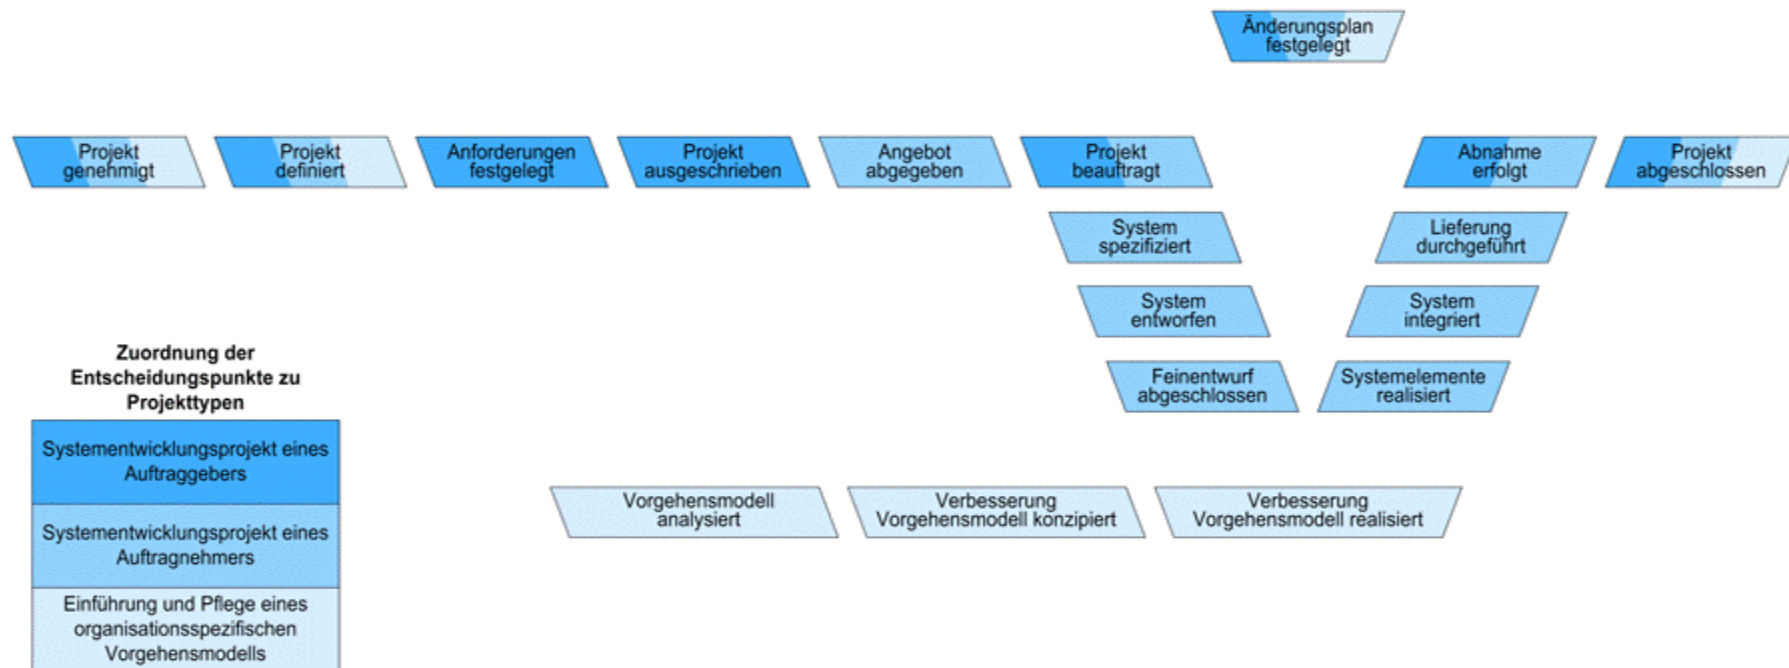 Änderungsplan
festgelegt
Projekt
genehmigt
Projekt
definiert
Anforderungen
festgelegt
Projekt
ausgeschrieben
Angebot
abgegeben
Projekt
beauftragt
Abnahme
erfolgt
Projekt
abgeschlossen
System
spezifiziert
Lieferung
durchgeführt
System
entworfen
System
integriert
Feinentwurf
abgeschlossen
Systemelemente
realisiert
Vorgehensmodell
analysiert
Verbesserung
Vorgehensmodell konzipiert
Verbesserung
Vorgehensmodell realisiert
Zuordnung der
Entscheidungspunkte zu
Projekttypen
Systementwicklungsprojekt eines
Auftraggebers
Systementwicklungsprojekt eines
Auftragnehmers
Einführung und Pflege eines
organisationsspezifischen
Vorgehensmodells